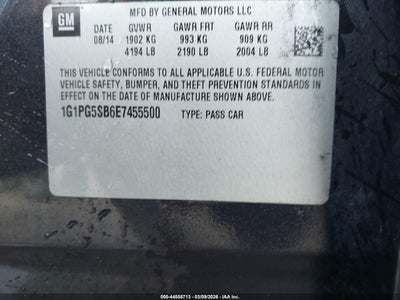 GM
MFD BY GENERAL MOTORS LLC
DATE GVWR GAWR FRT GAWR RR
08/14 1902 KG 993 KG 909 KG
4194 LB 2190 LB 2004 LB
THIS VEHICLE CONFORMS TO ALL APPLICABLE U.S. FEDERAL MOTOR
VEHICLE SAFETY, BUMPER, AND THEFT PREVENTION STANDARDS IN
EFFECT ON THE DATE OF MANUFACTURE SHOWN ABOVE.
1G1PG5SB6E7455500 TYPE: PASS CAR
000-44558713 - 03/09/2026 - IAA, Inc.